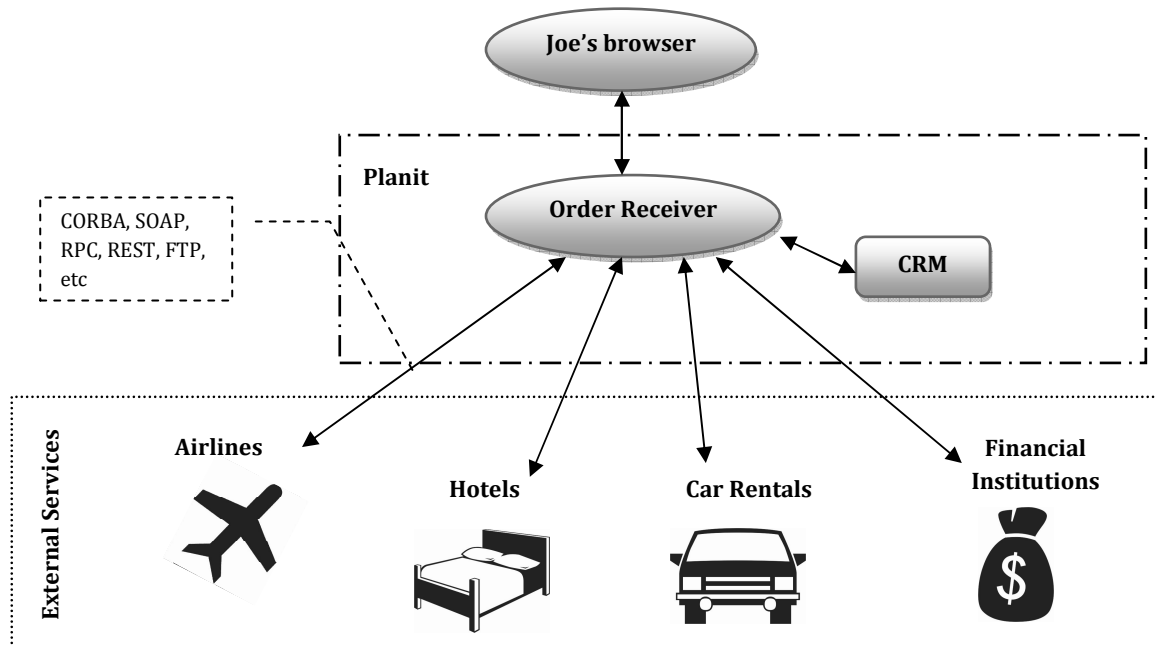 Joe's browser
Planit
Order Receiver
CORBA, SOAP,
RPC, REST, FTP,
etc
CRM
External Services
Airlines
Hotels
Car Rentals
Financial
Institutions
$